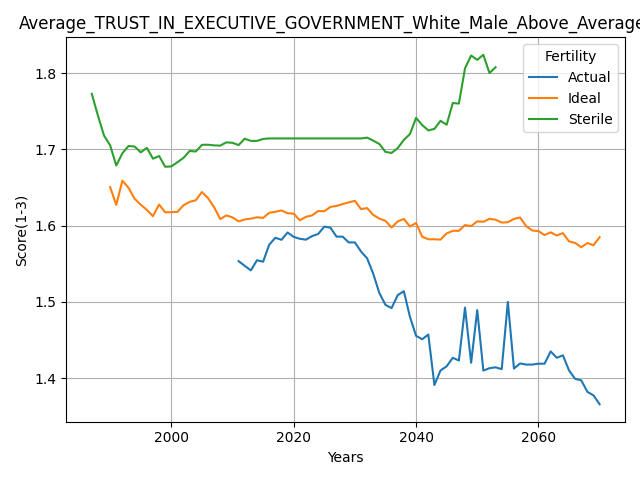 Average_TRUST_IN_EXECUTIVE_GOVERNMENT_White_Male_Above_Average
Score(1-3)
1.8
1.7
1.6
1.5
1.4
Fertility
Actual
Ideal
Sterile
2000
2020
2040
2060
Years